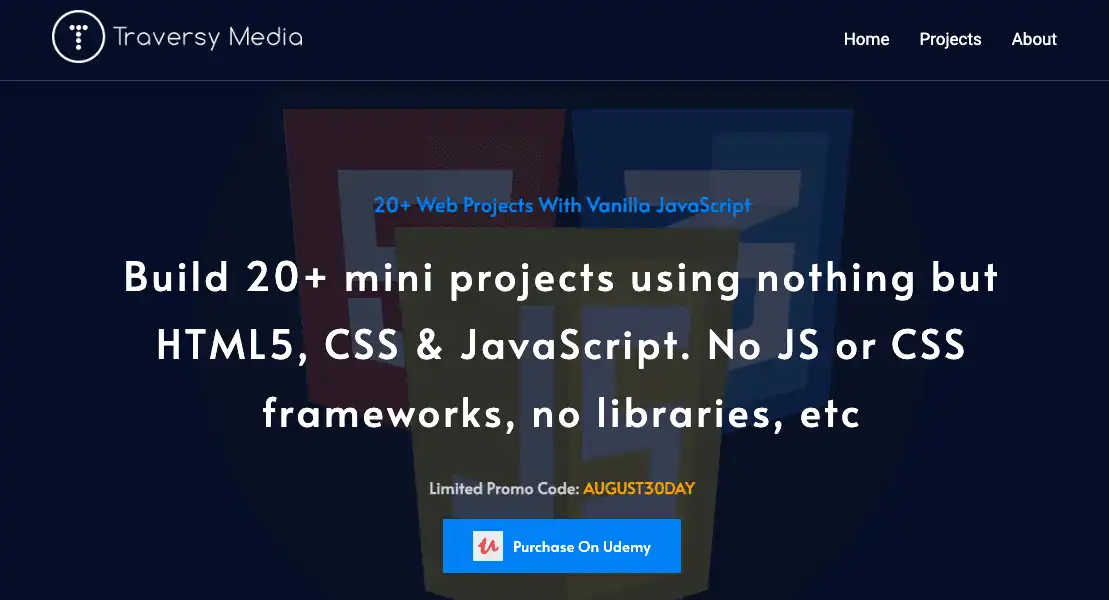 Traversy Media
Home Projects About
20+ Web Projects With Vanilla JavaScript
Build 20+ mini projects using nothing but
HTML5, CSS & JavaScript. No JS or CSS
frameworks, no libraries, etc
Limited Promo Code: AUGUST30DAY
Purchase On Udemy
JS